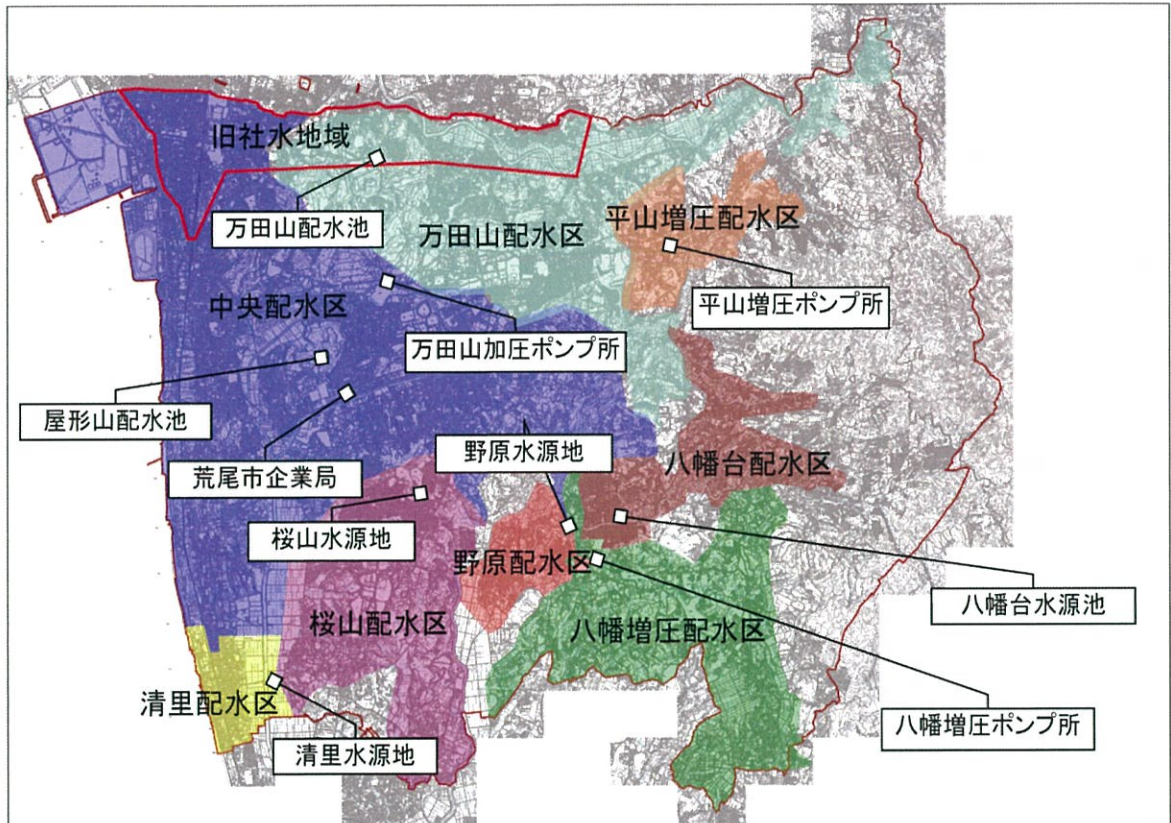 旧社水地域
万田山配水池
万田山配水区
平山増圧配水区
平山増圧ポンプ所
中央配水区
万田山加圧ポンプ所
屋形山配水池
荒尾市企業局
野原水源地
八幡台配水区
桜山水源地
野原配水区
八幡台水源池
桜山配水区
八幡増圧配水区
清里配水区
八幡増圧ポンプ所
清里水源地